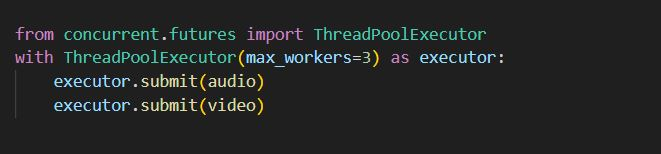 from concurrent.futures import ThreadPoolExecutor
with ThreadPoolExecutor(max_workers=3) as executor:
    executor.submit(audio)
    executor.submit(video)